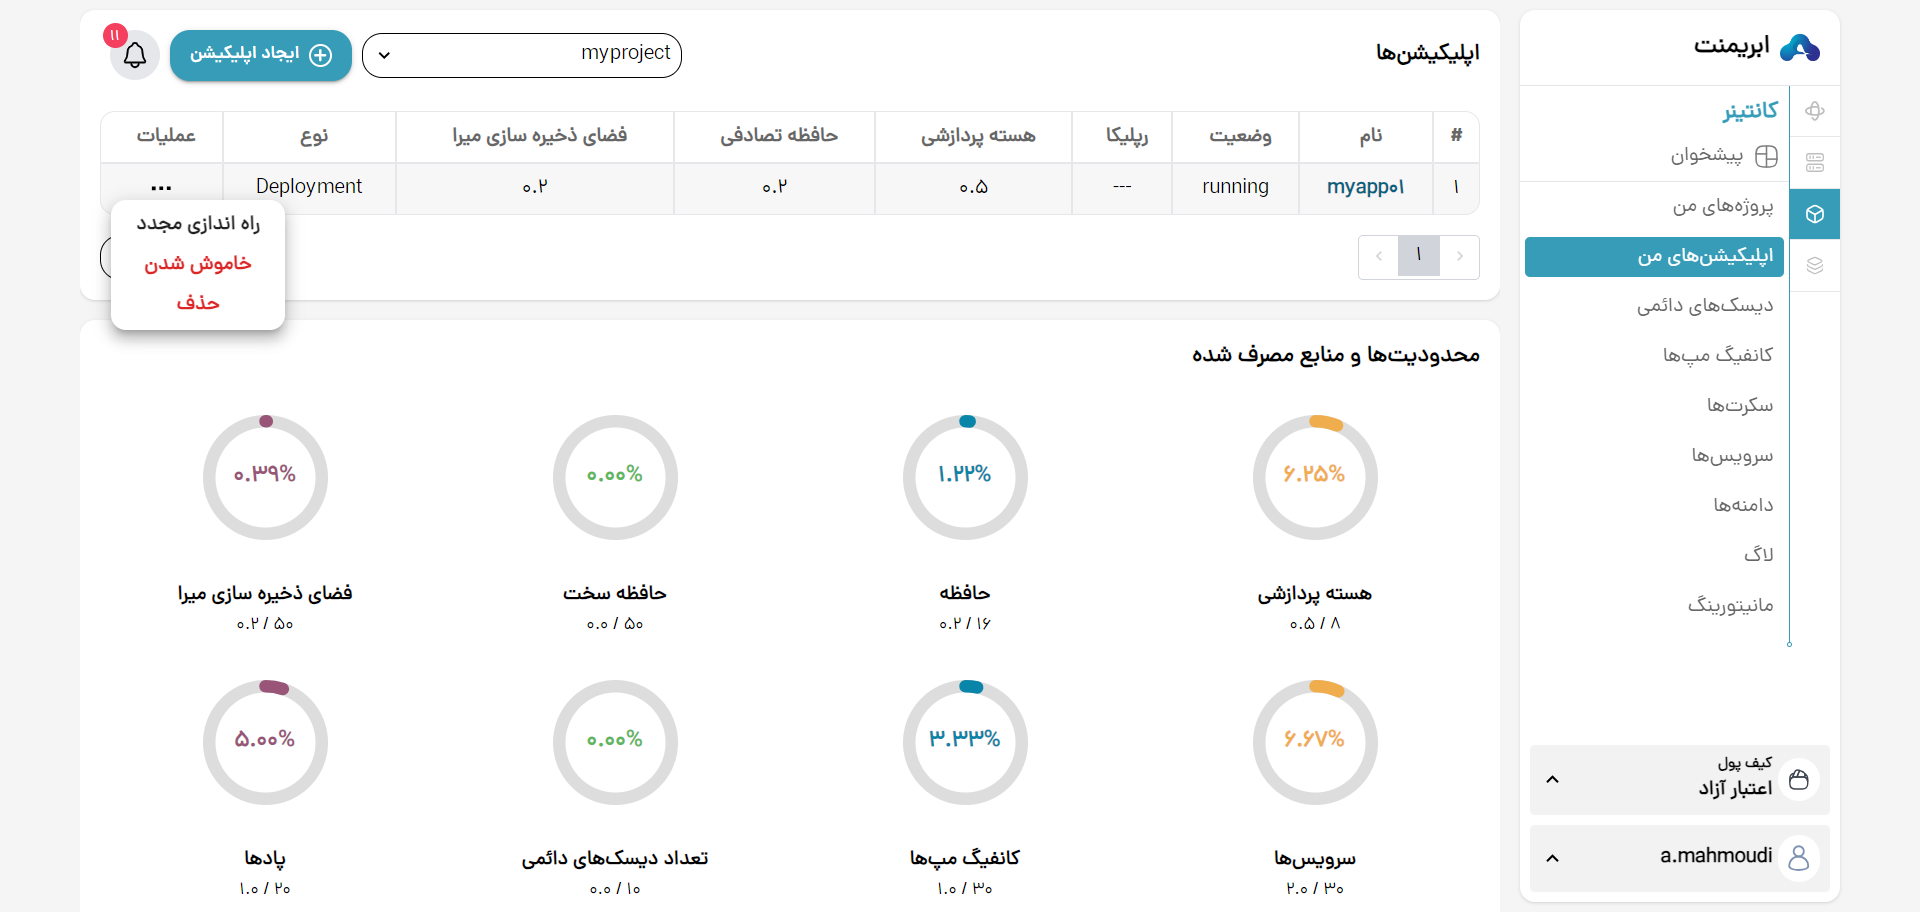 ابریمنت
کانتینر
پیشخوان
پروژه‌های من
اپلیکیشن‌های من
دیسک‌های دائمی
کانفیگ مپ‌ها
سکرت‌ها
سرویس‌ها
دامنه‌ها
لاگ
مانیتورینگ
کیف پول
اعتبار آزاد
a.mahmoudi
اپلیکیشن‌ها
myproject
ایجاد اپلیکیشن
۱۱
# نام وضعیت رپلیکا هسته پردازشی حافظه تصادفی فضای ذخیره سازی میرا نوع عملیات
۱ myapp۰۱ running --- ۰.۵ ۰.۲ ۰.۲ Deployment ...
راه اندازی مجدد
خاموش شدن
حذف
۱
محدودیت‌ها و منابع مصرف شده
۶.۲۵% ۱.۲۲% ۰.۰۰% ۰.۳۹%
هسته پردازشی حافظه حافظه سخت فضای ذخیره سازی میرا
۰.۵ / ۸ ۰.۲ / ۱۶ ۰.۰ / ۵۰ ۰.۲ / ۵۰
۶.۶۷% ۳.۳۳% ۰.۰۰% ۵.۰۰%
سرویس‌ها کانفیگ مپ‌ها تعداد دیسک‌های دائمی پادها
۲.۰ / ۳۰ ۱.۰ / ۳۰ ۰.۰ / ۱۰ ۱.۰ / ۲۰